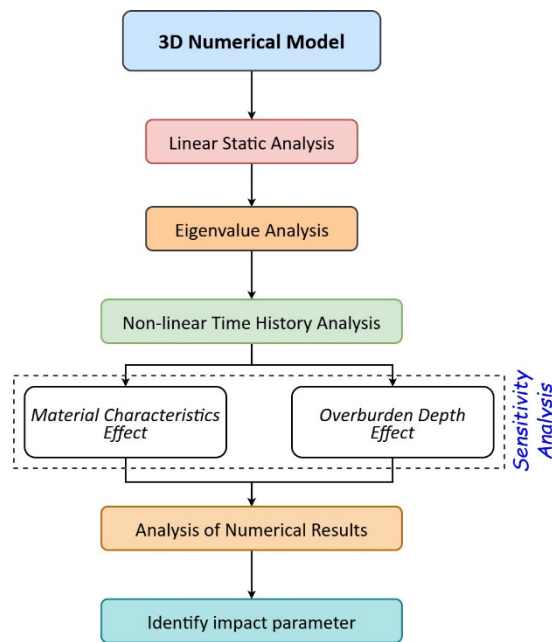 3D Numerical Model
Linear Static Analysis
Eigenvalue Analysis
Non-linear Time History Analysis
Material Characteristics
Effect
Overburden Depth
Effect
Sensitivity
Analysis
Analysis of Numerical Results
Identify impact parameter